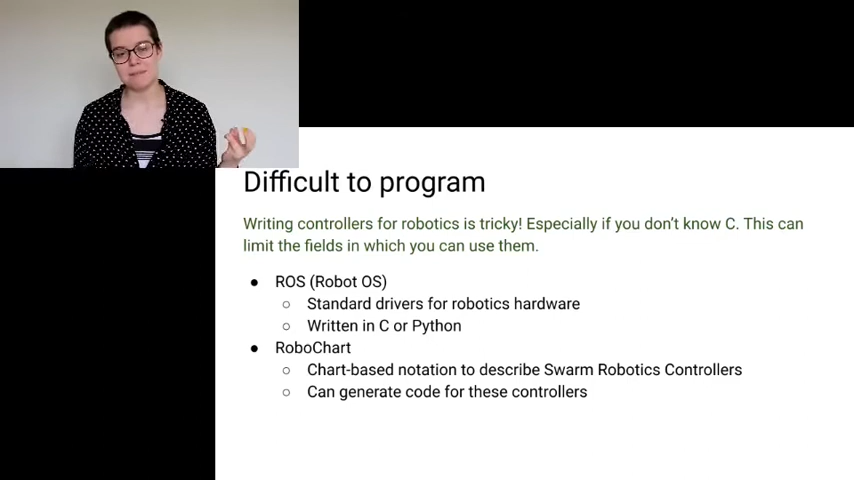 Difficult to program
Writing controllers for robotics is tricky! Especially if you don't know C. This can
limit the fields in which you can use them.
● ROS (Robot OS)
○ Standard drivers for robotics hardware
○ Written in C or Python
● RoboChart
○ Chart-based notation to describe Swarm Robotics Controllers
○ Can generate code for these controllers